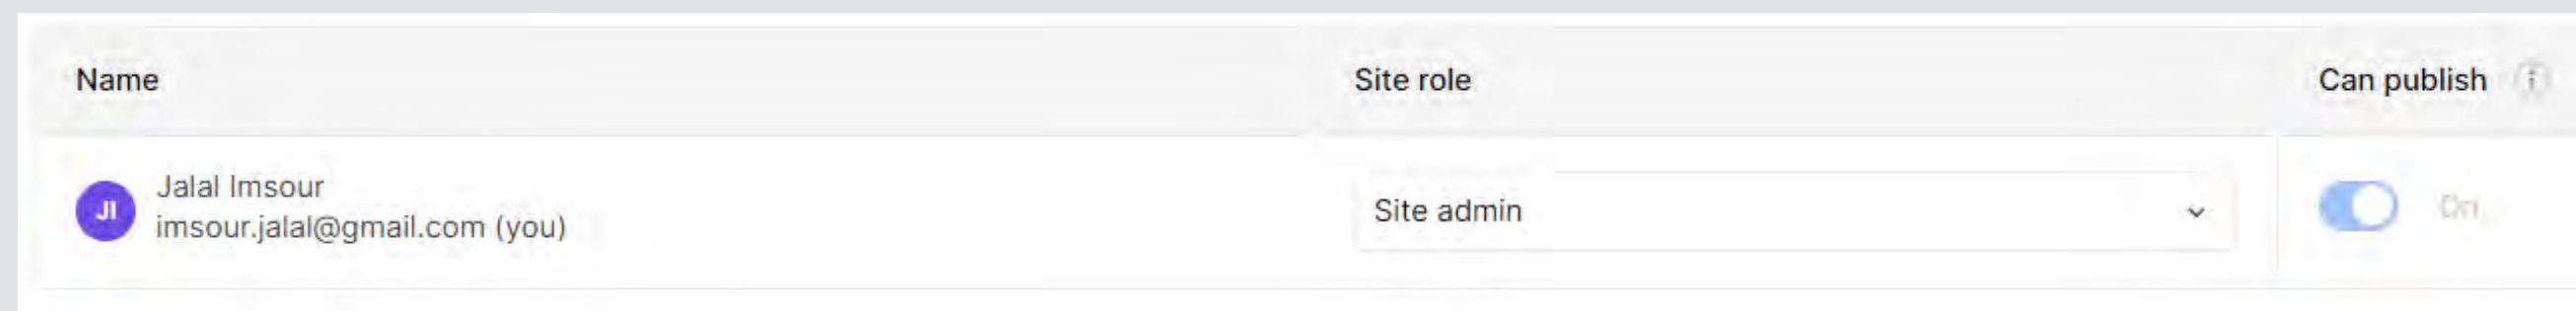 Name Site role Can publish
JI Jalal Imsour
imsour.jalal@gmail.com (you)
Site admin
On